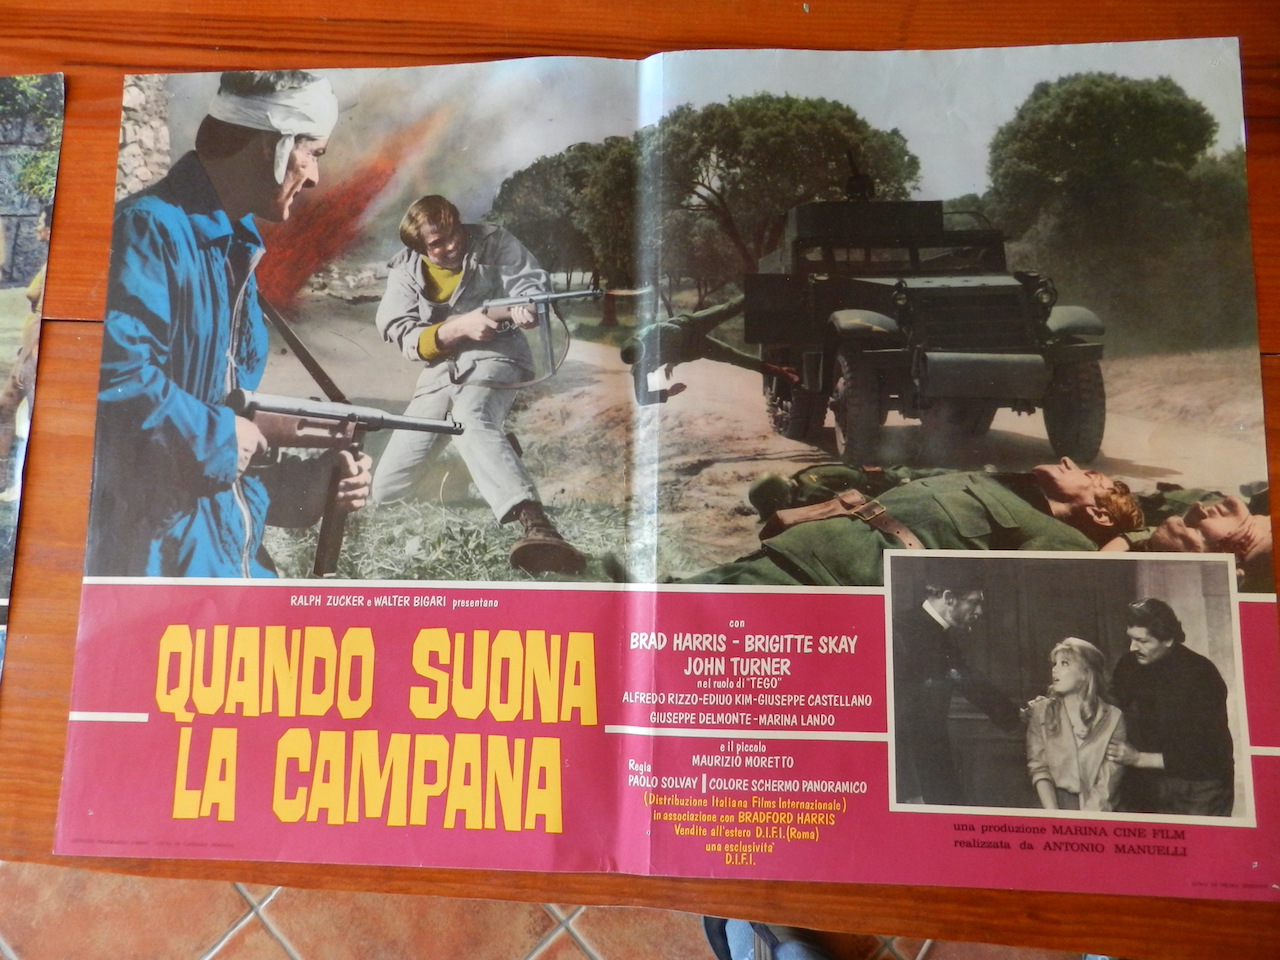 RALPH ZUCKER e WALTER BIGARI presentano
QUANDO SUONA
LA CAMPANA
con
BRAD HARRIS - BRIGITTE SKAY
JOHN TURNER
nel ruolo di "TEGO"
ALFREDO RIZZO-EDIUO KIM-GIUSEPPE CASTELLANO
GIUSEPPE DELMONTE - MARINA LANDO
e il piccolo
MAURIZIO MORETTO
Regia
PAOLO SOLVAY | COLORE SCHERMO PANORAMICO
(Distribuzione Italiana Films Internazionale)
in associazione con BRADFORD HARRIS
Vendite all'estero D.I.F.I. (Roma)
una esclusività
D.I.F.I.
una produzione MARINA CINE FILM
realizzata da ANTONIO MANUELLI